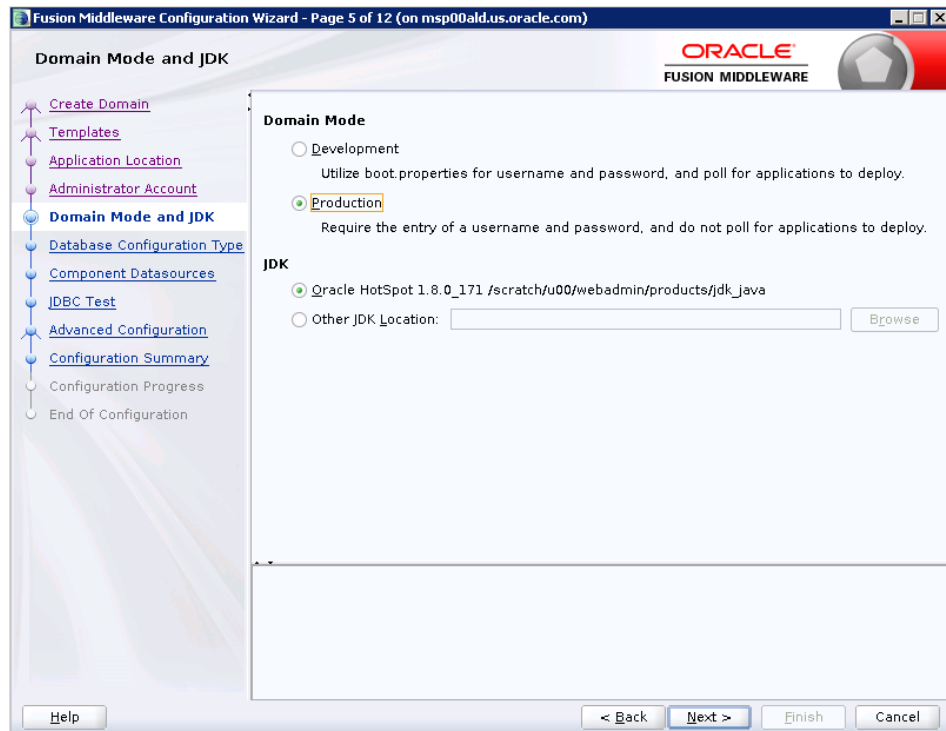 Fusion Middleware Configuration Wizard - Page 5 of 12 (on msp00ald.us.oracle.com)
Domain Mode and JDK
ORACLE
FUSION MIDDLEWARE
Create Domain
Templates
Application Location
Administrator Account
Domain Mode and JDK
Database Configuration Type
Component Datasources
JDBC Test
Advanced Configuration
Configuration Summary
Configuration Progress
End Of Configuration
Domain Mode
Development
Utilize boot.properties for username and password, and poll for applications to deploy.
Production
Require the entry of a username and password, and do not poll for applications to deploy.
JDK
Oracle HotSpot 1.8.0_171 /scratch/u00/webadmin/products/jdk_java
Other JDK Location:
Browse
Help
< Back
Next >
Finish
Cancel